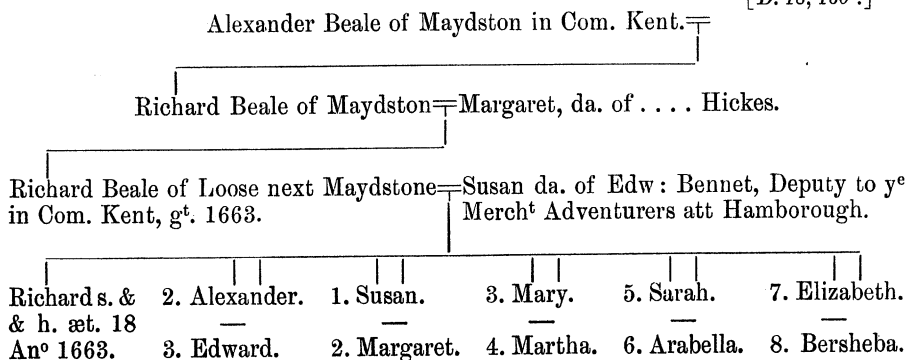 Alexander Beale of Maydston in Com. Kent.
Richard Beale of Maydston Margaret, da. of .... Hickes.
Richard Beale of Loose next Maydstone Susan da. of Edw: Bennet, Deputy to yᵉ
in Com. Kent, gᵗ. 1663. Merchᵗ Adventurers att Hamborough.
Richard s. & 2. Alexander. 1. Susan. 3. Mary. 5. Sarah. 7. Elizabeth.
& h. æt. 18
Anº 1663. 3. Edward. 2. Margaret. 4. Martha. 6. Arabella. 8. Bersheba.